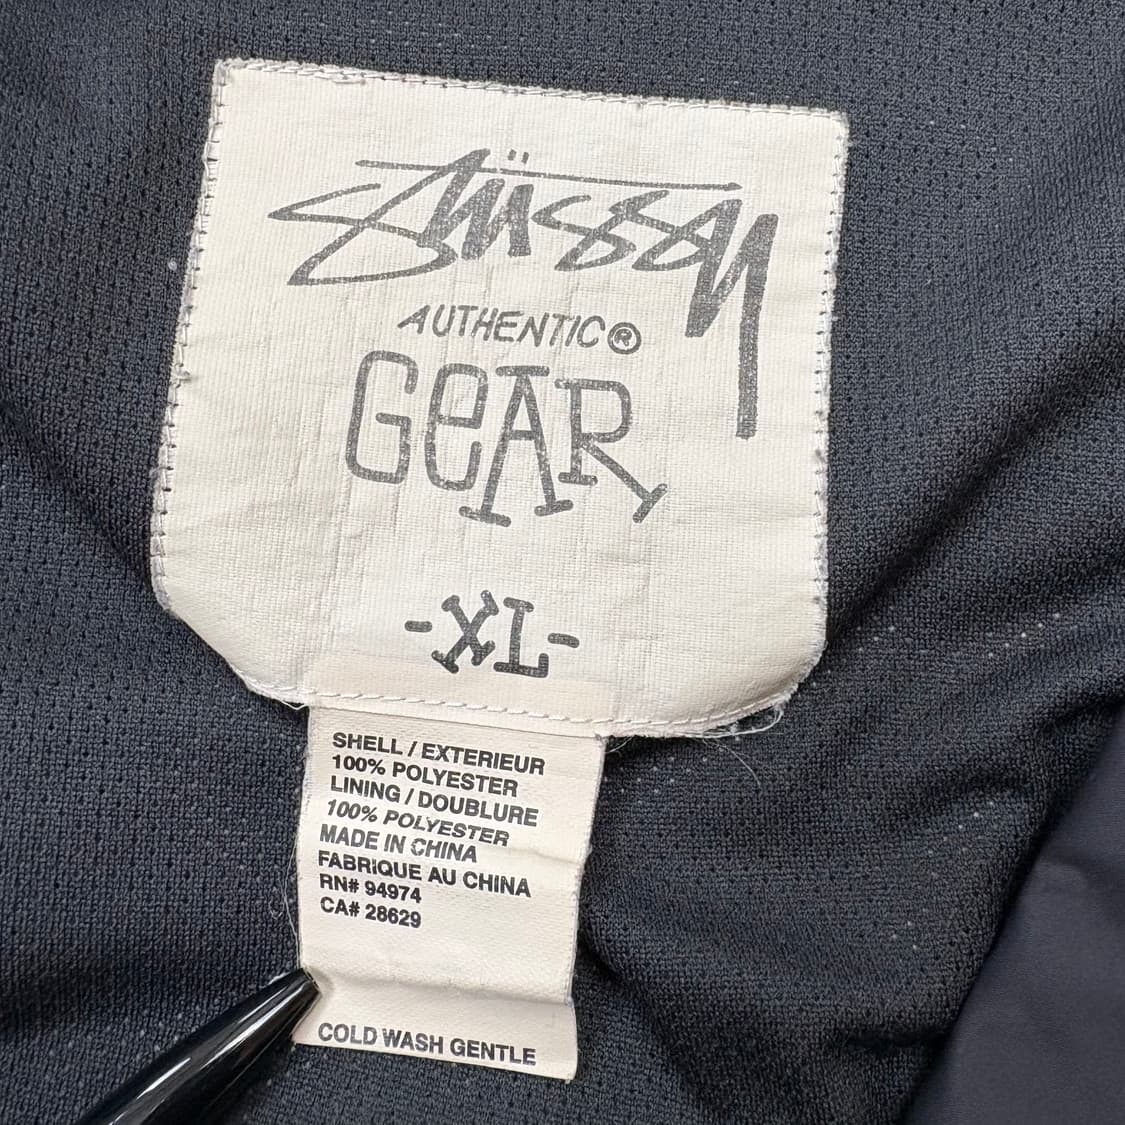 Stüssy
AUTHENTIC®
GEAR
-XL-
SHELL / EXTERIEUR
100% POLYESTER
LINING / DOUBLURE
100% POLYESTER
MADE IN CHINA
FABRIQUE AU CHINA
RN# 94974
CA# 28629
COLD WASH GENTLE